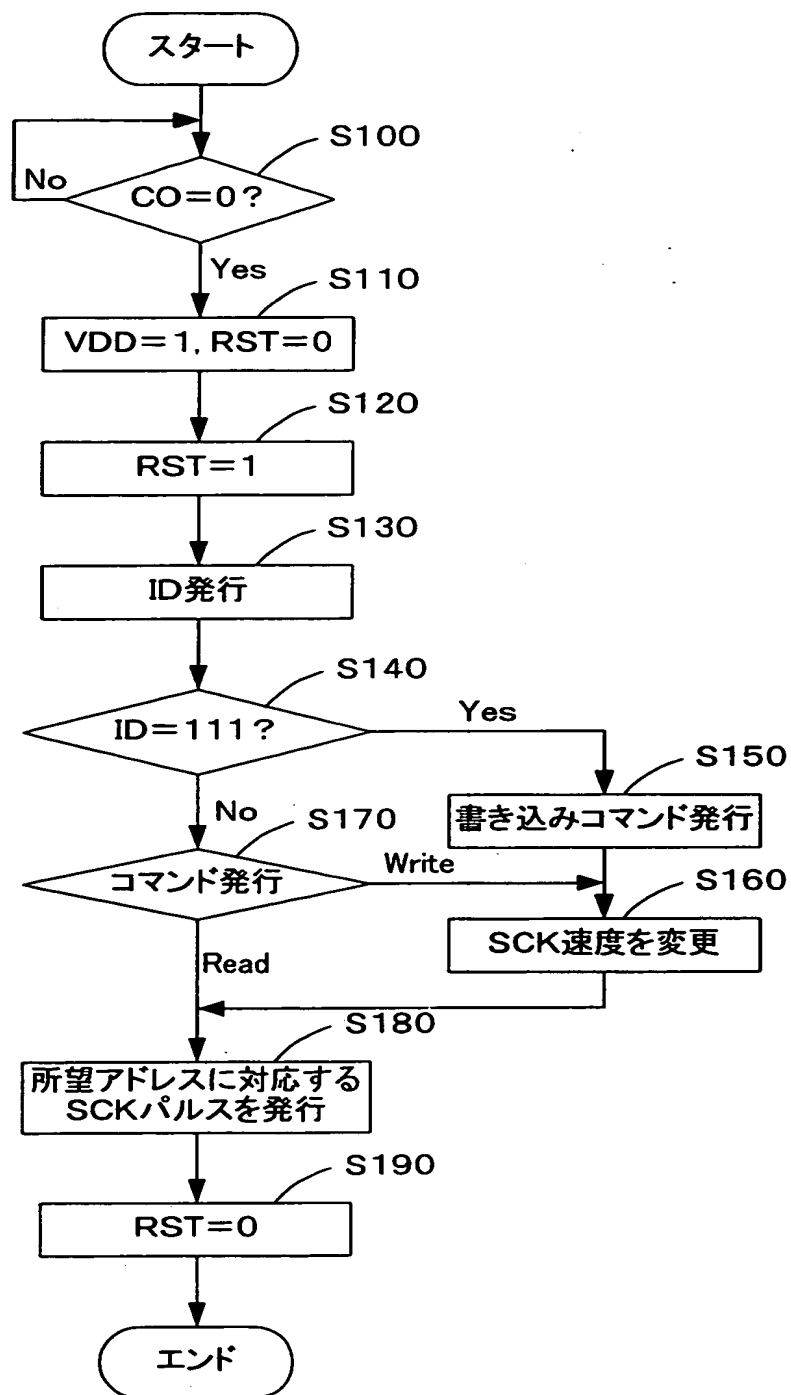 スタート
S100
No
CO=0?
Yes
S110
VDD=1, RST=0
S120
RST=1
S130
ID発行
S140
ID=111?
Yes
S150
No
書き込みコマンド発行
S170
コマンド発行
Write
S160
SCK速度を変更
Read
S180
所望アドレスに対応する
SCKパルスを発行
S190
RST=0
エンド